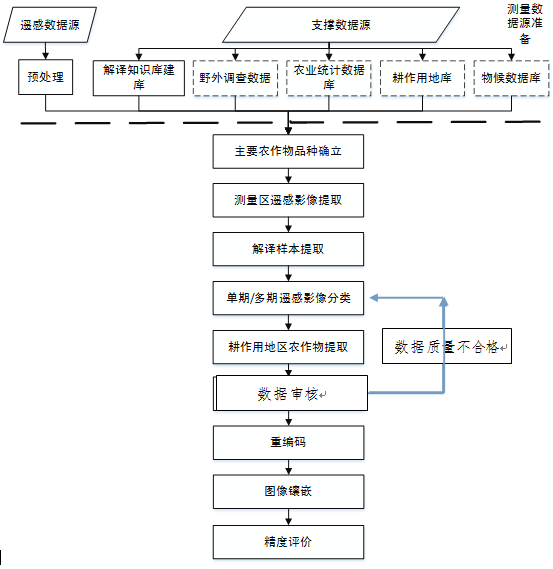 遥感数据源
支撑数据源
测量数
据源准
备
预处理
解译知识库建
库
野外调查数据
农业统计数据
库
耕作用地库
物候数据库
主要农作物品种确立
测量区遥感影像提取
解译样本提取
单期/多期遥感影像分类
耕作用地区农作物提取
数据质量不合格
数据审核
重编码
图像镶嵌
精度评价